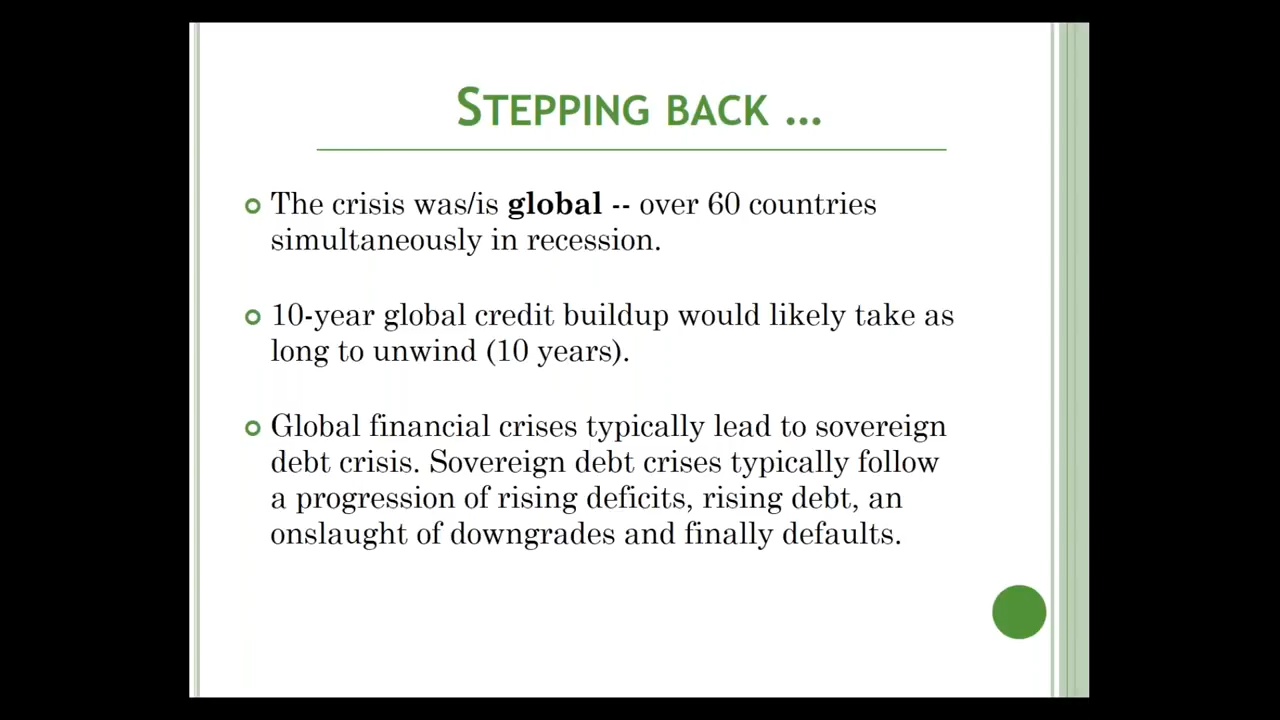 STEPPING BACK ...
The crisis was/is global -- over 60 countries
simultaneously in recession.
10-year global credit buildup would likely take as
long to unwind (10 years).
Global financial crises typically lead to sovereign
debt crisis. Sovereign debt crises typically follow
a progression of rising deficits, rising debt, an
onslaught of downgrades and finally defaults.